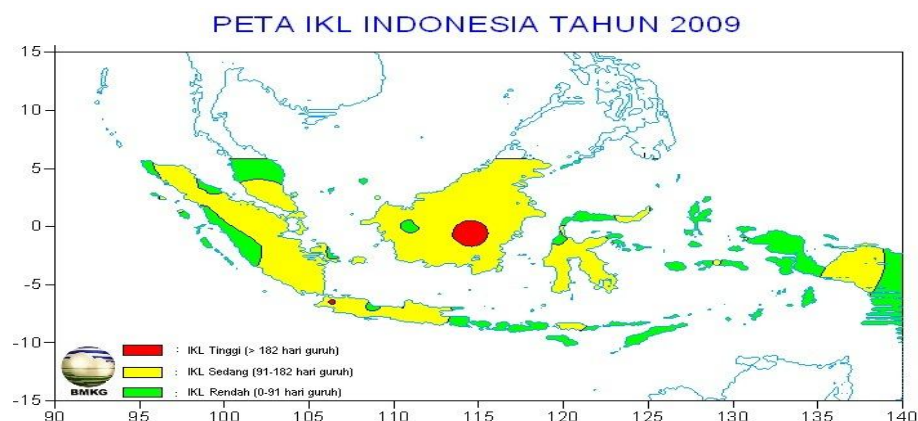 PETA IKL INDONESIA TAHUN 2009
15
10
5
0
-5
-10
-15
: IKL Tinggi (> 182 hari guruh)
: IKL Sedang (91-182 hari guruh)
: IKL Rendah (0-91 hari guruh)
BMKG
90 95 100 105 110 115 120 125 130 135 140